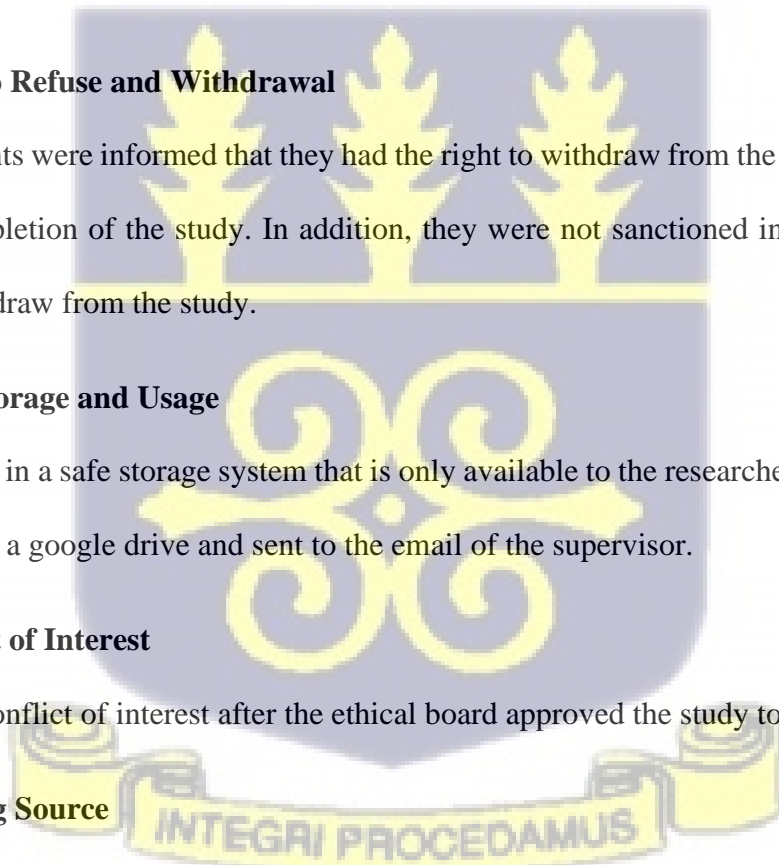 Refuse and Withdrawal
nts were informed that they had the right to withdraw from the
pletion of the study. In addition, they were not sanctioned in
draw from the study.
orage and Usage
in a safe storage system that is only available to the researche
a google drive and sent to the email of the supervisor.
of Interest
onflict of interest after the ethical board approved the study to
g Source
INTEGRI PROCEDAMUS